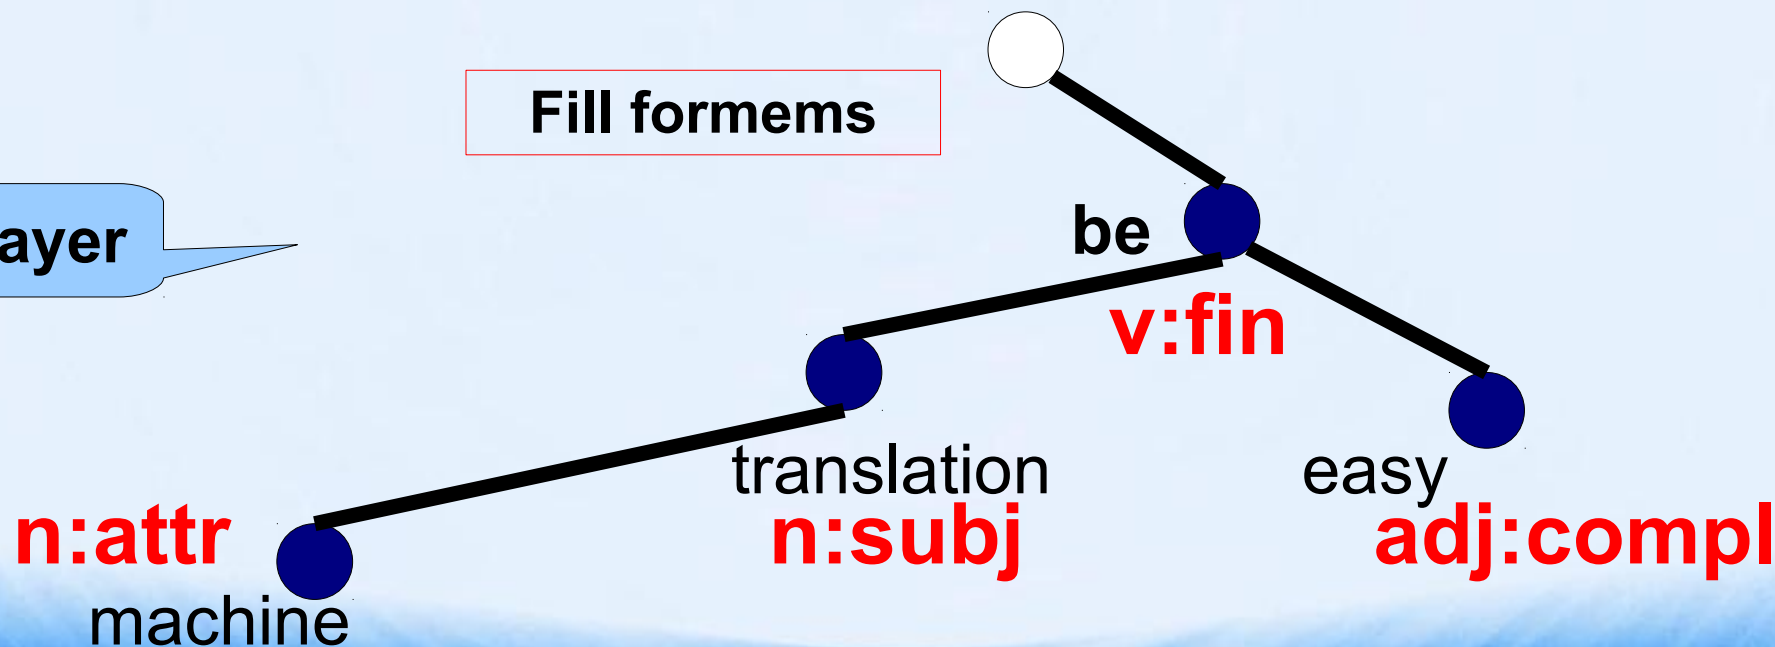 Fill formems
ayer
be
v:fin
translation
easy
n:attr
n:subj
adj:compl
machine